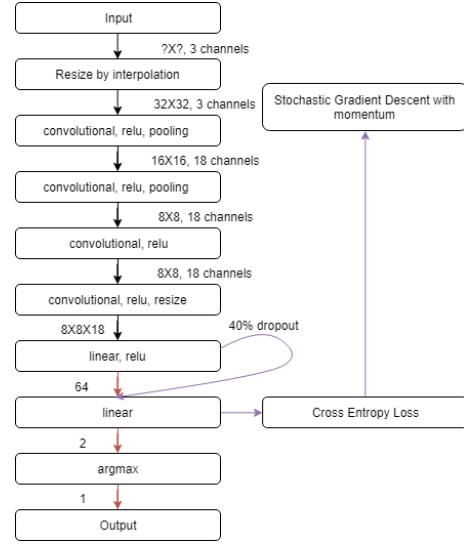 Input
?X?, 3 channels
Resize by interpolation
32X32, 3 channels
Stochastic Gradient Descent with
momentum
convolutional, relu, pooling
16X16, 18 channels
convolutional, relu, pooling
8X8, 18 channels
convolutional, relu
8X8, 18 channels
convolutional, relu, resize
8X8X18
40% dropout
linear, relu
64
linear
Cross Entropy Loss
2
argmax
1
Output